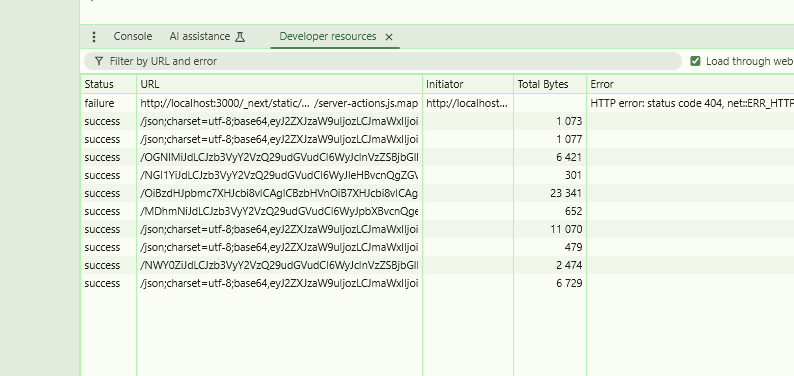 Console AI assistance Developer resources
Filter by URL and error Load through web
Status URL Initiator Total Bytes Error
failure http://localhost:3000/_next/static/... /server-actions.js.map http://localhost... HTTP error: status code 404, net::ERR_HTTP
success /json;charset=utf-8;base64,eyJ2ZXJzaW9uIjozLCJmaWxlIjoi 1 073
success /json;charset=utf-8;base64,eyJ2ZXJzaW9uIjozLCJmaWxlIjoi 1 077
success /OGNlMiJdLCJzb3VyY2VzQ29udGVudCI6WyJ1c2VzZSBjbGll 6 421
success /NGI1YiJdLCJzb3VyY2VzQ29udGVudCI6WyJleHBvcnQgZGV 301
success /OiBzdHJpbmc7XHJcbi8vICAgICBzbHVnOiB7XHJcbi8vICAg 23 341
success /MDhmNiJdLCJzb3VyY2VzQ29udGVudCI6WyJpbXBvcnQge 652
success /json;charset=utf-8;base64,eyJ2ZXJzaW9uIjozLCJmaWxlIjoi 11 070
success /json;charset=utf-8;base64,eyJ2ZXJzaW9uIjozLCJmaWxlIjoi 479
success /NWY0ZiJdLCJzb3VyY2VzQ29udGVudCI6WyJcInVzZSBjbGll 2 474
success /json;charset=utf-8;base64,eyJ2ZXJzaW9uIjozLCJmaWxlIjoi 6 729